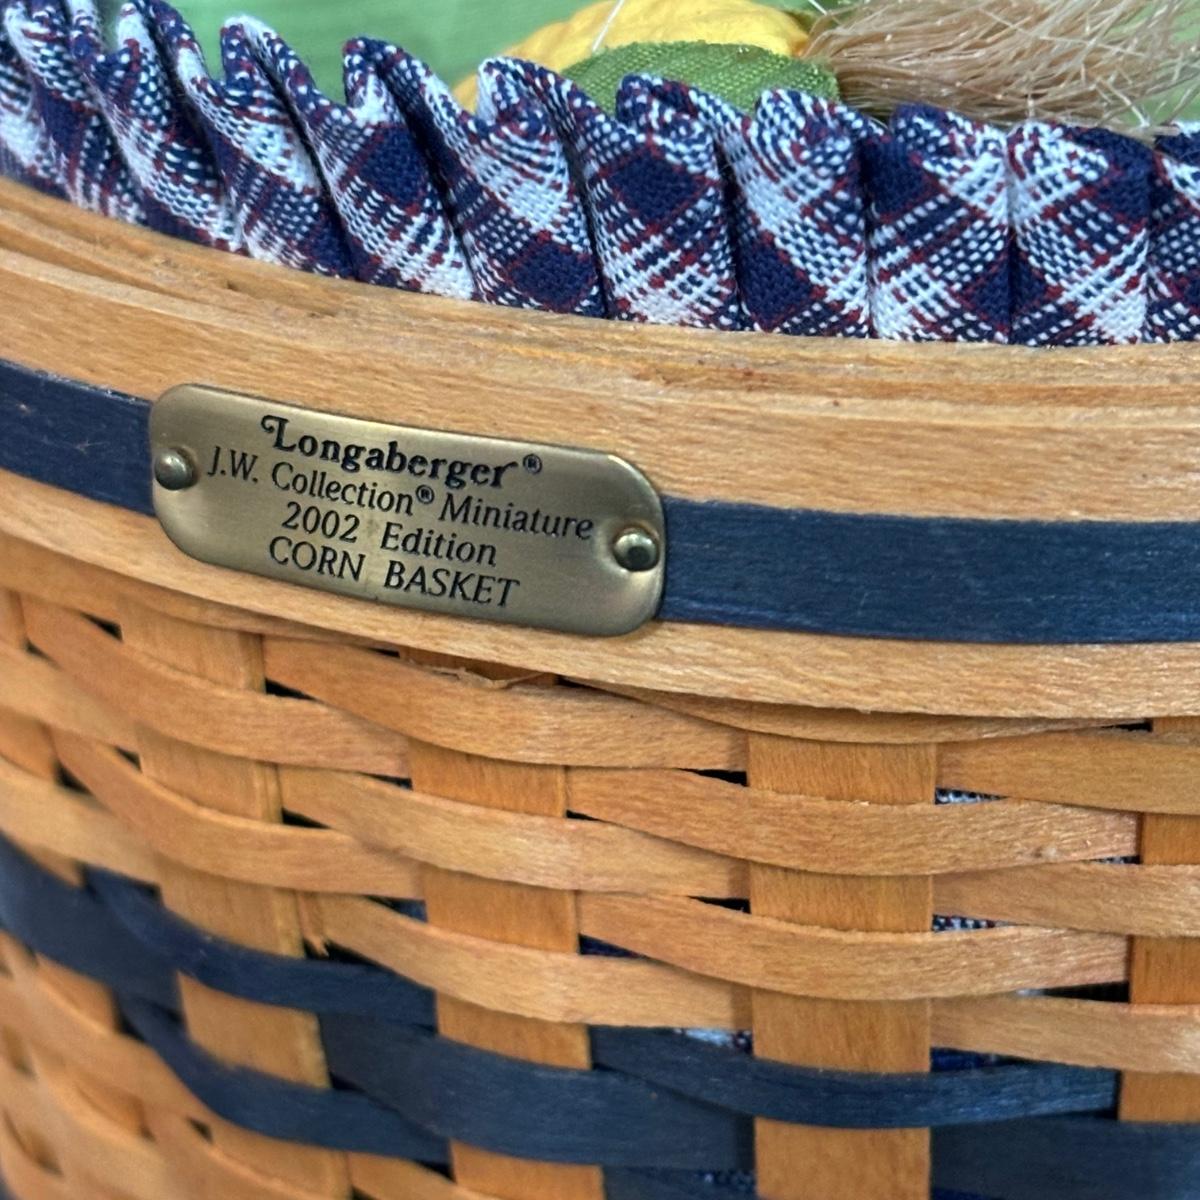 Longaberger®
J.W. Collection® Miniature
2002 Edition
CORN BASKET